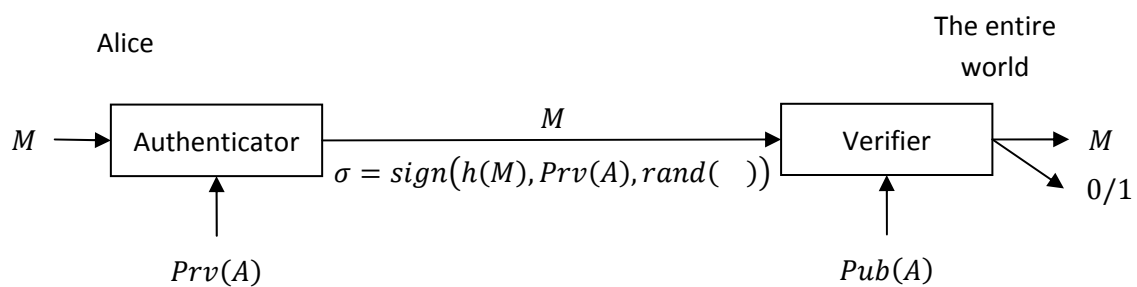 Alice
The entire
world
M
Authenticator
M
σ = sign(h(M), Prv(A), rand( ))
Verifier
M
0/1
Prv(A)
Pub(A)